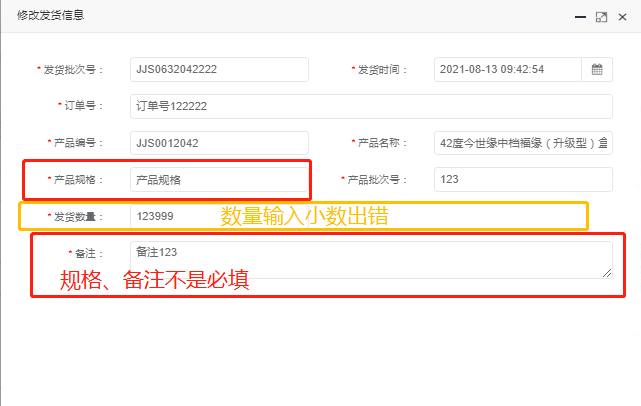 修改发货信息
* 发货批次号： JJS0632042222 * 发货时间： 2021-08-13 09:42:54
* 订单号： 订单号122222
* 产品编号： JJS0012042 * 产品名称： 42度今世缘中档福缘（升级型）盒
* 产品规格： 产品规格 * 产品批次号： 123
* 发货数量： 123999 数量输入小数出错
* 备注： 备注123
规格、备注不是必填